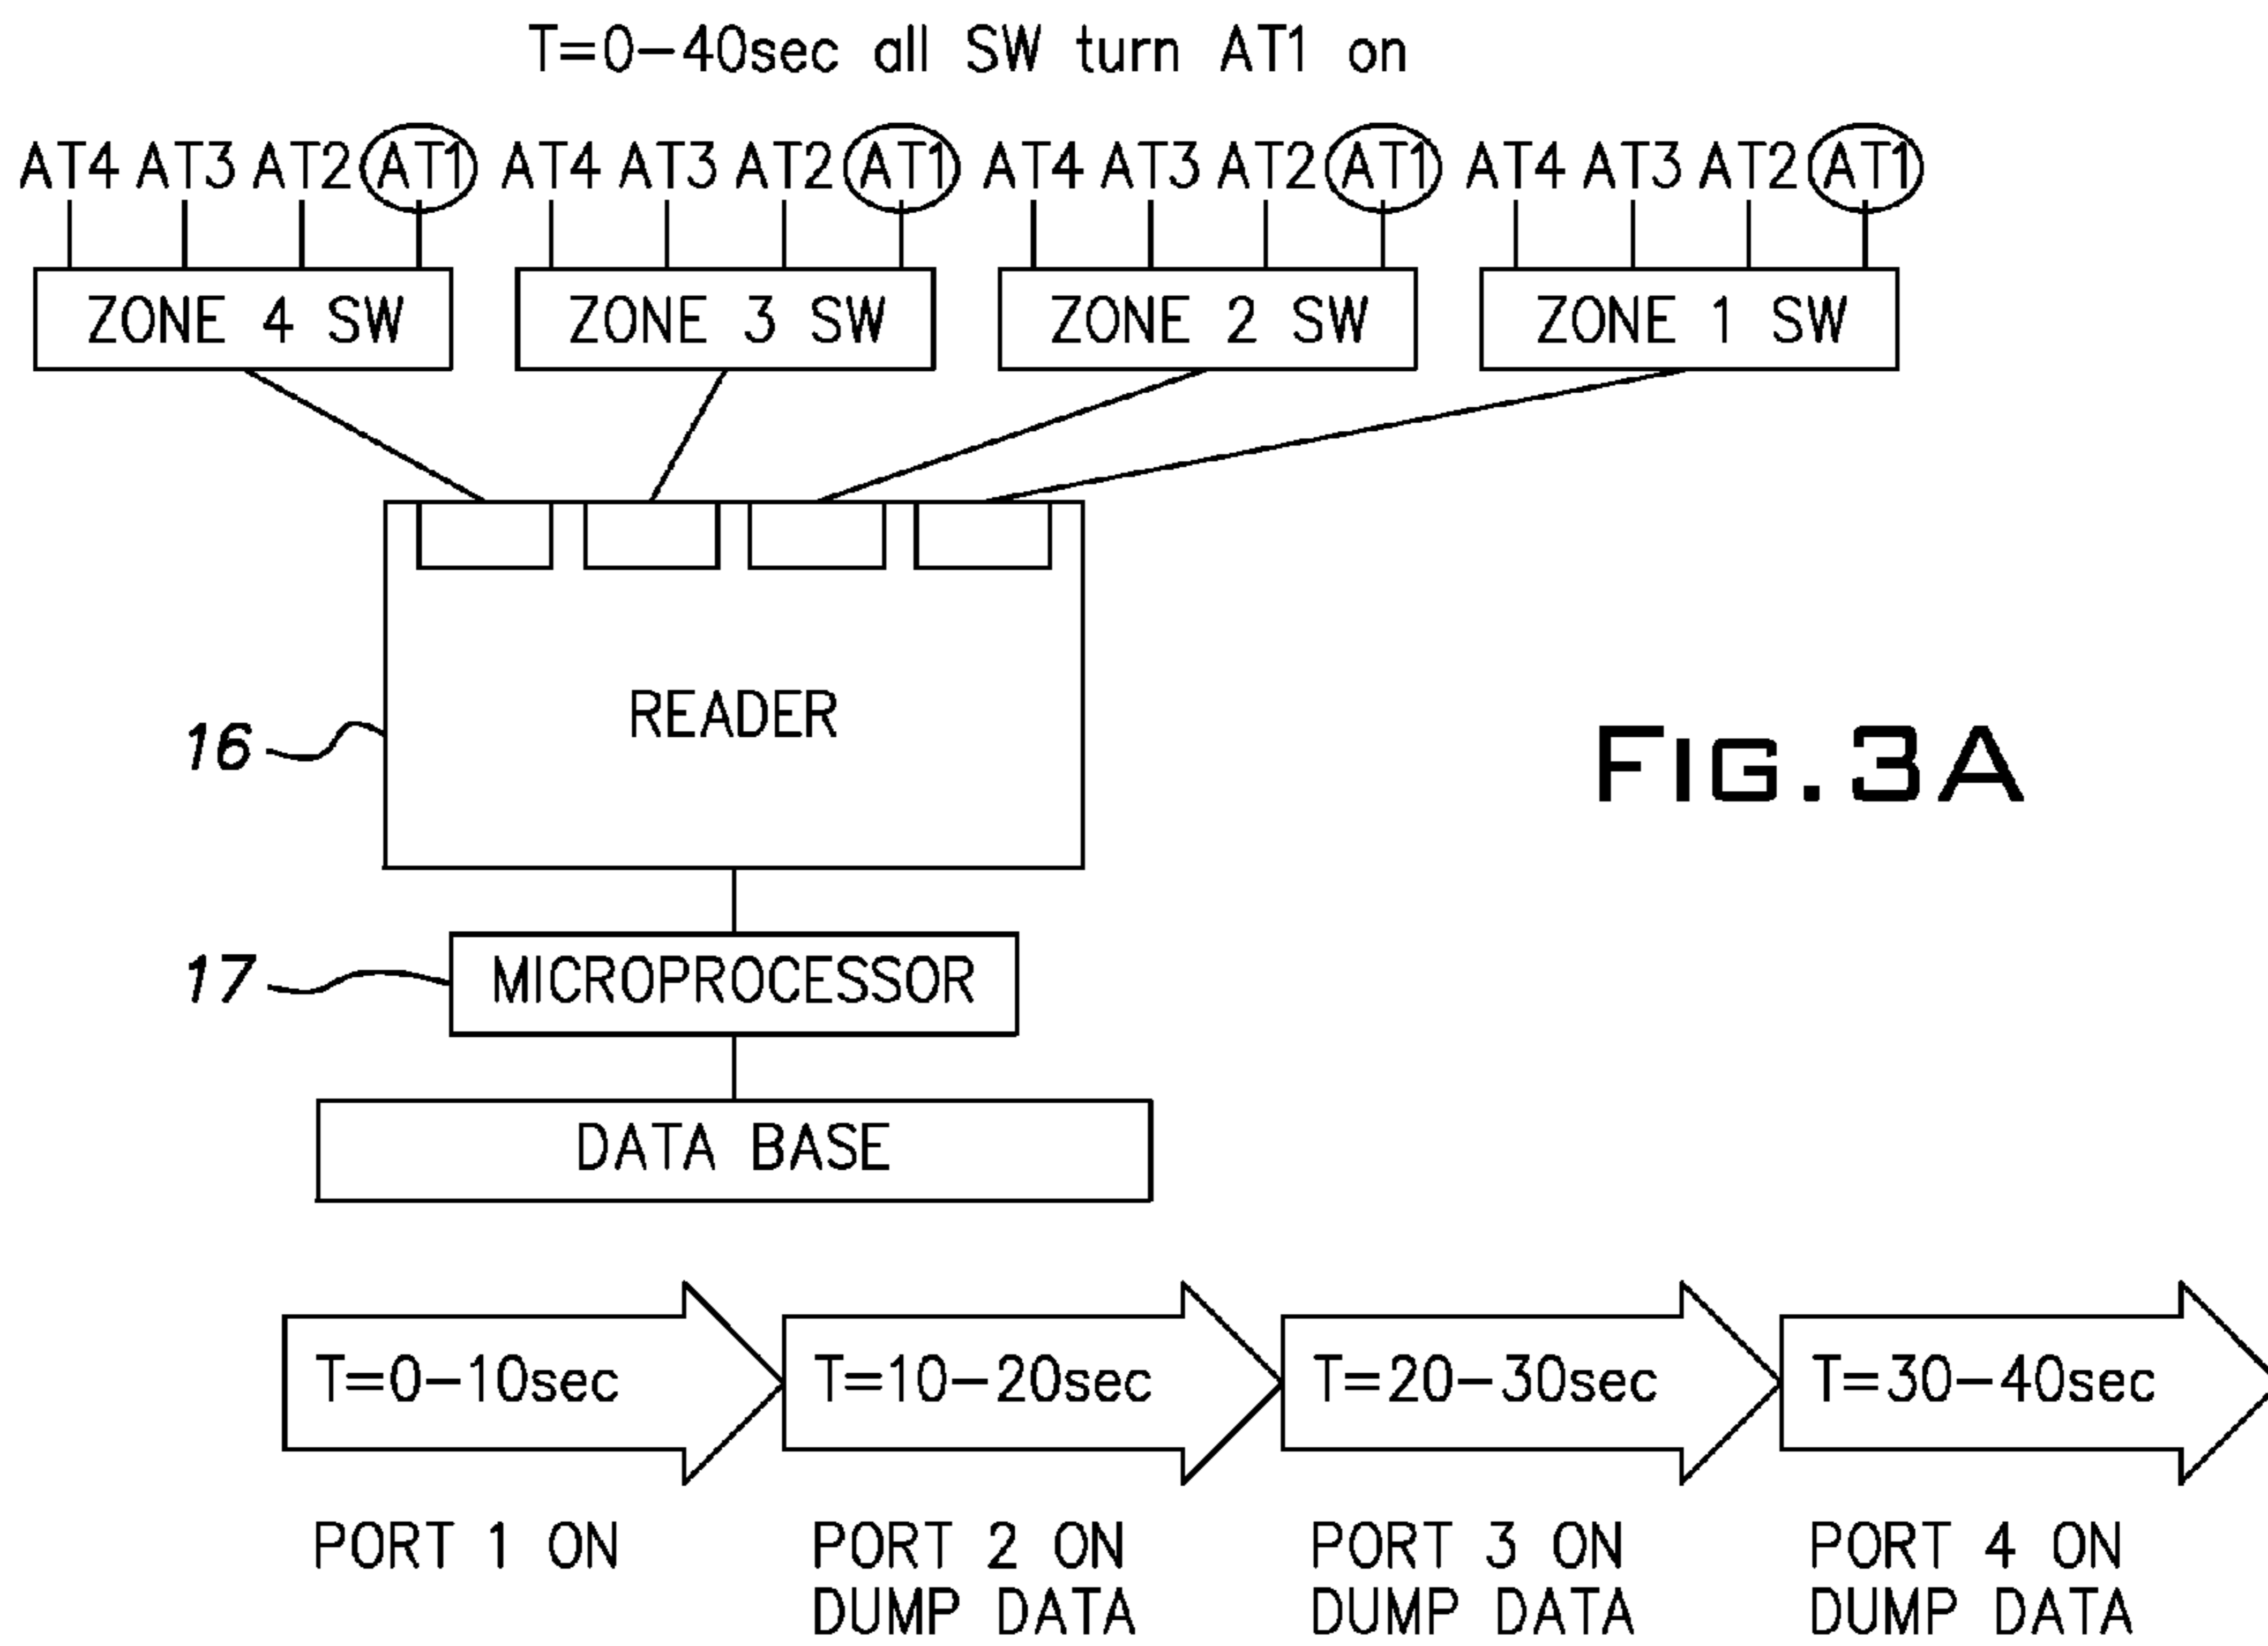 T=0-40sec all SW turn AT1 on
AT4 AT3 AT2 AT1 AT4 AT3 AT2 AT1 AT4 AT3 AT2 AT1 AT4 AT3 AT2 AT1
ZONE 4 SW ZONE 3 SW ZONE 2 SW ZONE 1 SW
READER
16
FIG. 3A
17
MICROPROCESSOR
DATA BASE
T=0-10sec T=10-20sec T=20-30sec T=30-40sec
PORT 1 ON PORT 2 ON PORT 3 ON PORT 4 ON
DUMP DATA DUMP DATA DUMP DATA